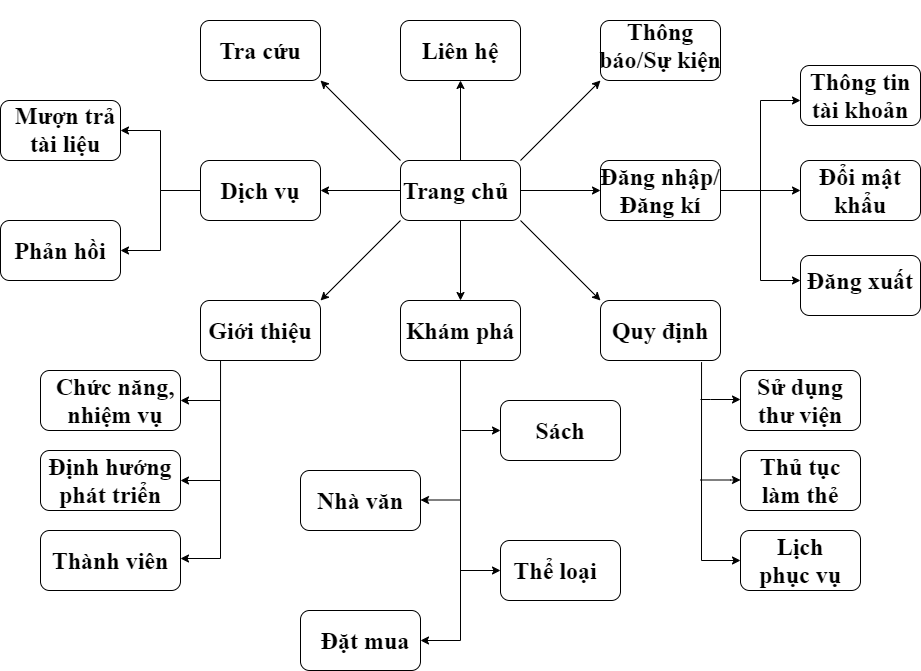 Tra cứu
Liên hệ
Thông
báo/Sự kiện
Thông tin
tài khoản
Mượn trả
tài liệu
Dịch vụ
Trang chủ
Đăng nhập/
Đăng kí
Đổi mật
khẩu
Phản hồi
Đăng xuất
Giới thiệu
Khám phá
Quy định
Chức năng,
nhiệm vụ
Sử dụng
thư viện
Sách
Định hướng
phát triển
Thủ tục
làm thẻ
Nhà văn
Thành viên
Thể loại
Lịch
phục vụ
Đặt mua